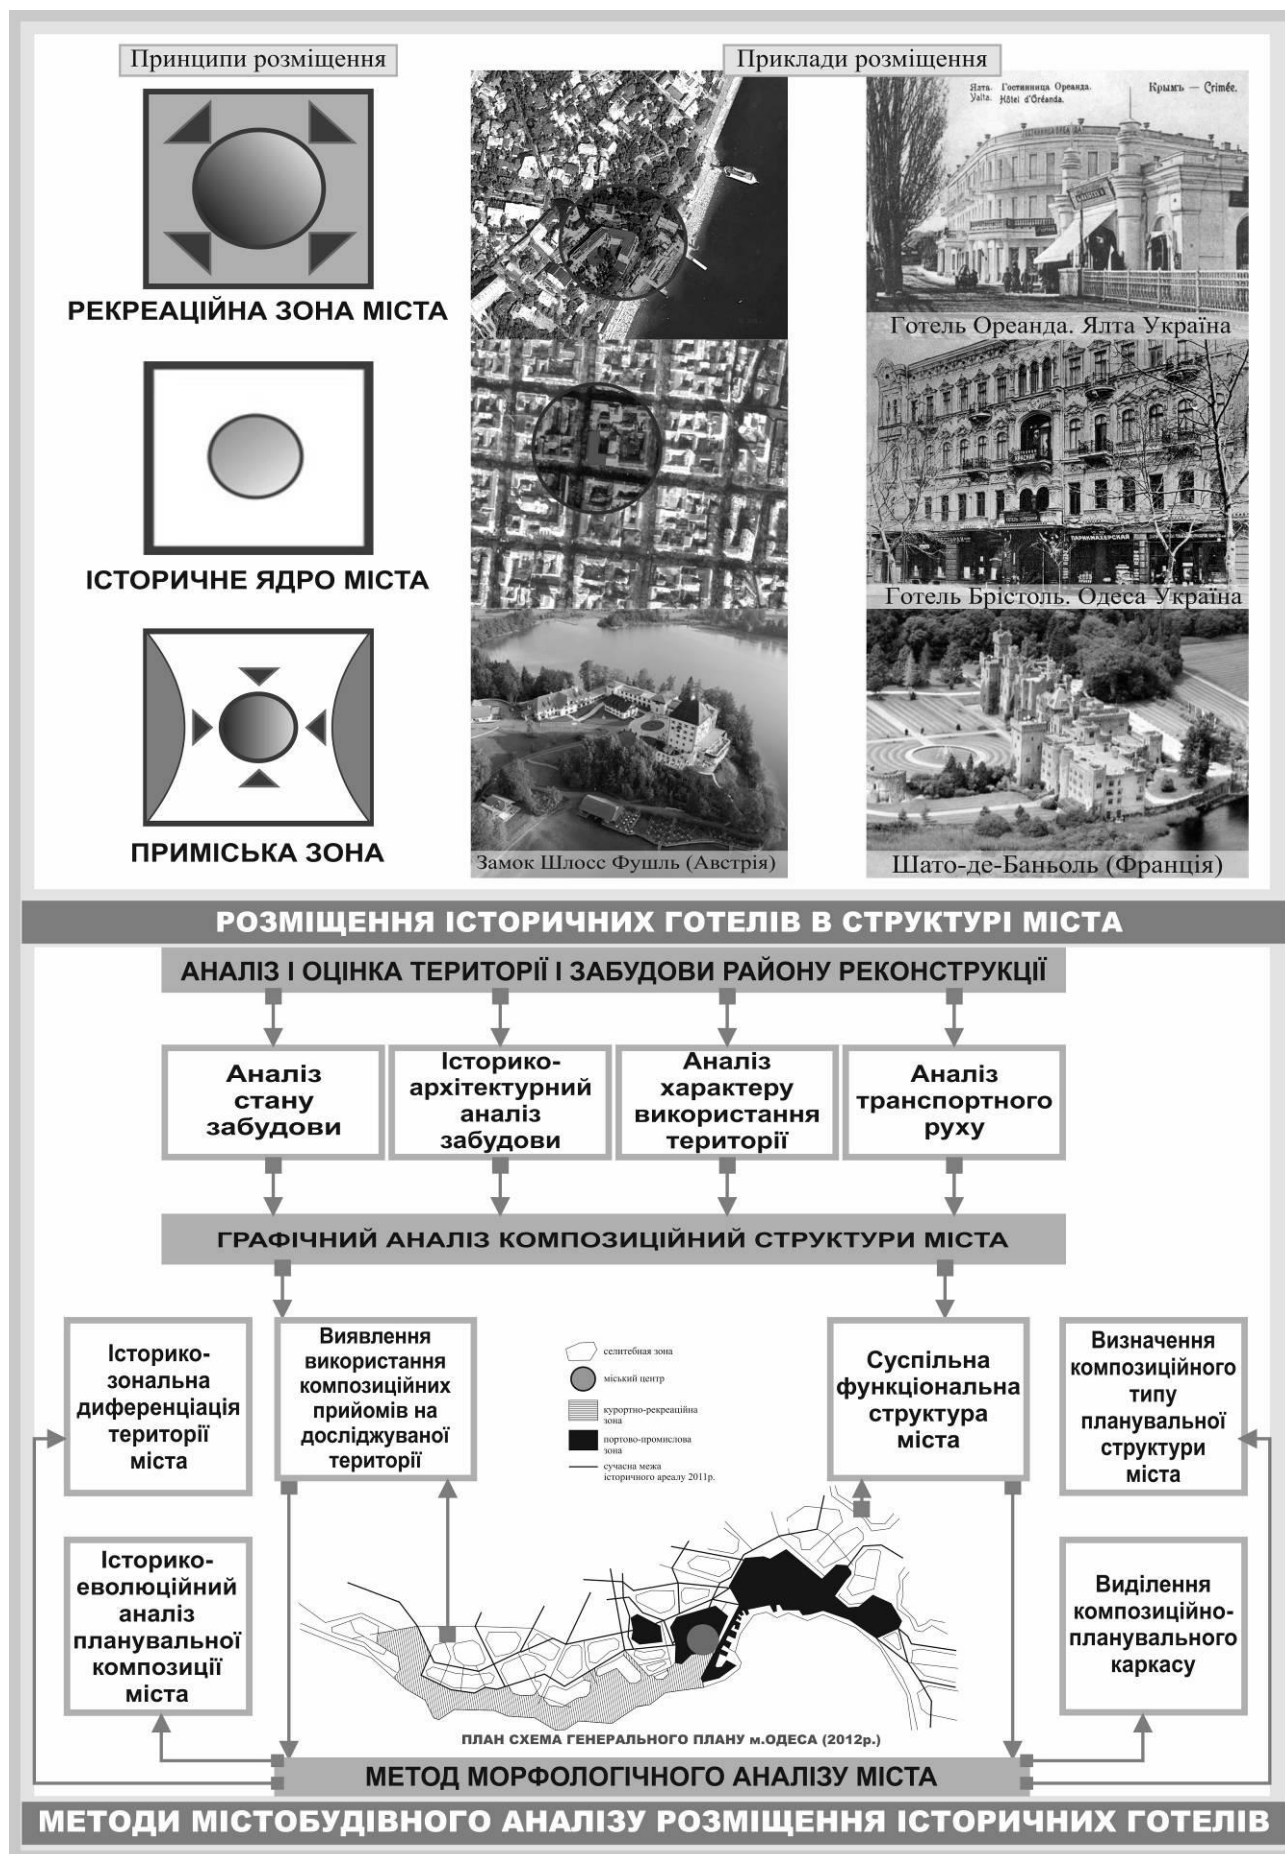 Принципи розміщення
Приклади розміщення
РЕКРЕАЦІЙНА ЗОНА МІСТА
Ялта. Гостинница Ореанда.
Yalta. Hôtel d'Oréanda.
Крымъ — Crimée.
ГОСТИННИЦА ОРЕАНДА
Готель Ореанда. Ялта Україна
ІСТОРИЧНЕ ЯДРО МІСТА
КРАСНАЯ
ПАРИКМАХЕРСКАЯ
Готель Брістоль. Одеса Україна
ПРИМІСЬКА ЗОНА
Замок Шлосс Фушль (Австрія)
Шато-де-Баньоль (Франція)
РОЗМІЩЕННЯ ІСТОРИЧНИХ ГОТЕЛІВ В СТРУКТУРІ МІСТА
АНАЛІЗ І ОЦІНКА ТЕРИТОРІЇ І ЗАБУДОВИ РАЙОНУ РЕКОНСТРУКЦІЇ
Аналіз
стану
забудови
Історико-
архітектурний
аналіз
забудови
Аналіз
характеру
використання
території
Аналіз
транспортного
руху
ГРАФІЧНИЙ АНАЛІЗ КОМПОЗИЦІЙНИЙ СТРУКТУРИ МІСТА
Історико-
зональна
диференціація
території
міста
Виявлення
використання
композиційних
прийомів на
досліджуваної
території
селитебная зона
міський центр
курортно-рекреаційна
зона
портово-промислова
зона
сучасна межа
історичного ареалу 2011р.
Суспільна
функціональна
структура
міста
Визначення
композиційного
типу
планувальної
структури
міста
Історико-
еволюційний
аналіз
планувальної
композиції
міста
Виділення
композиційно-
планувального
каркасу
ПЛАН СХЕМА ГЕНЕРАЛЬНОГО ПЛАНУ м.ОДЕСА (2012р.)
МЕТОД МОРФОЛОГІЧНОГО АНАЛІЗУ МІСТА
МЕТОДИ МІСТОБУДІВНОГО АНАЛІЗУ РОЗМІЩЕННЯ ІСТОРИЧНИХ ГОТЕЛІВ